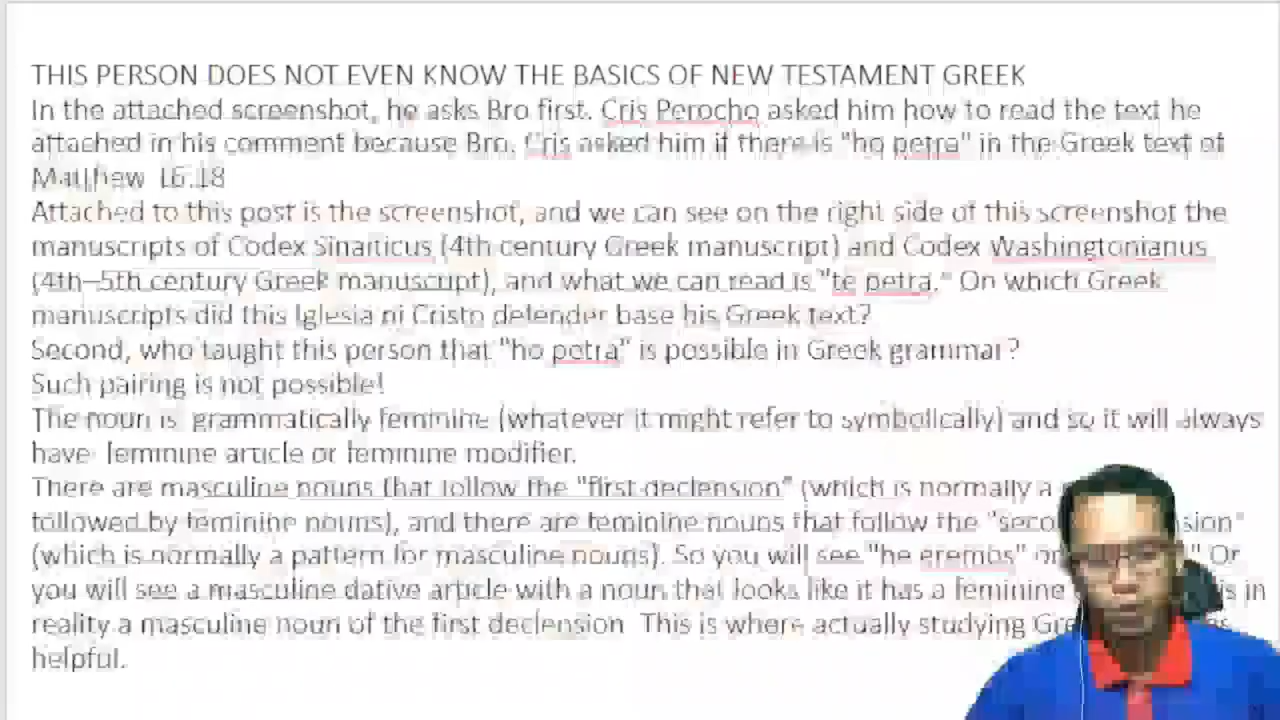 THIS PERSON DOES NOT EVEN KNOW THE BASICS OF NEW TESTAMENT GREEK
In the attached screenshot, he asks Bro first. Cris Perocho asked him how to read the text he
attached in his comment because Bro. Cris asked him if there is "ho petra" in the Greek text of
Matthew 16.18
Attached to this post is the screenshot, and we can see on the right side of this screenshot the
manuscripts of Codex Sinaiticus (4th century Greek manuscript) and Codex Washingtonianus
(4th–5th century Greek manuscript), and what we can read is "te petra." On which Greek
manuscripts did this Iglesia ni Cristo defender base his Greek text?
Second, who taught this person that "ho petra" is possible in Greek grammar?
Such pairing is not possible!
The noun is grammatically feminine (whatever it might refer to symbolically) and so it will always
have feminine article or feminine modifier.
There are masculine nouns that follow the "first declension" (which is normally a
followed by feminine nouns), and there are feminine nouns that follow the
(which is normally a pattern for masculine nouns). So you will see "he eremos" Or
you will see a masculine dative article with a noun that looks like it has a feminine is in
reality a masculine noun of the first declension. This is where actually studying
helpful.